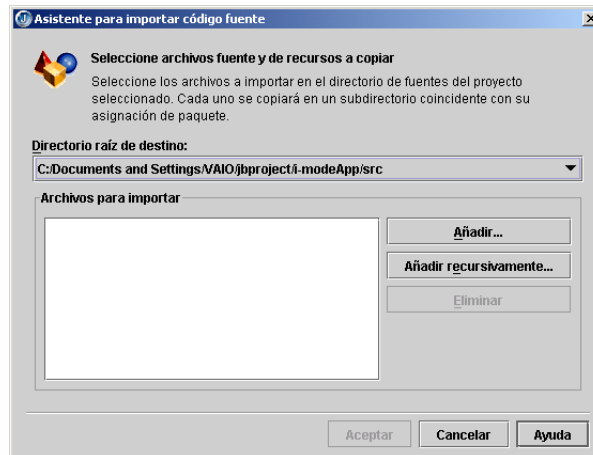 Asistente para importar código fuente
Seleccione archivos fuente y de recursos a copiar
Seleccione los archivos a importar en el directorio de fuentes del proyecto
seleccionado. Cada uno se copiará en un subdirectorio coincidente con su
asignación de paquete.
Directorio raíz de destino:
C:/Documents and Settings/VAIO/jbproject/i-modeApp/src
Archivos para importar
Añadir...
Añadir recursivamente...
Eliminar
Aceptar Cancelar Ayuda